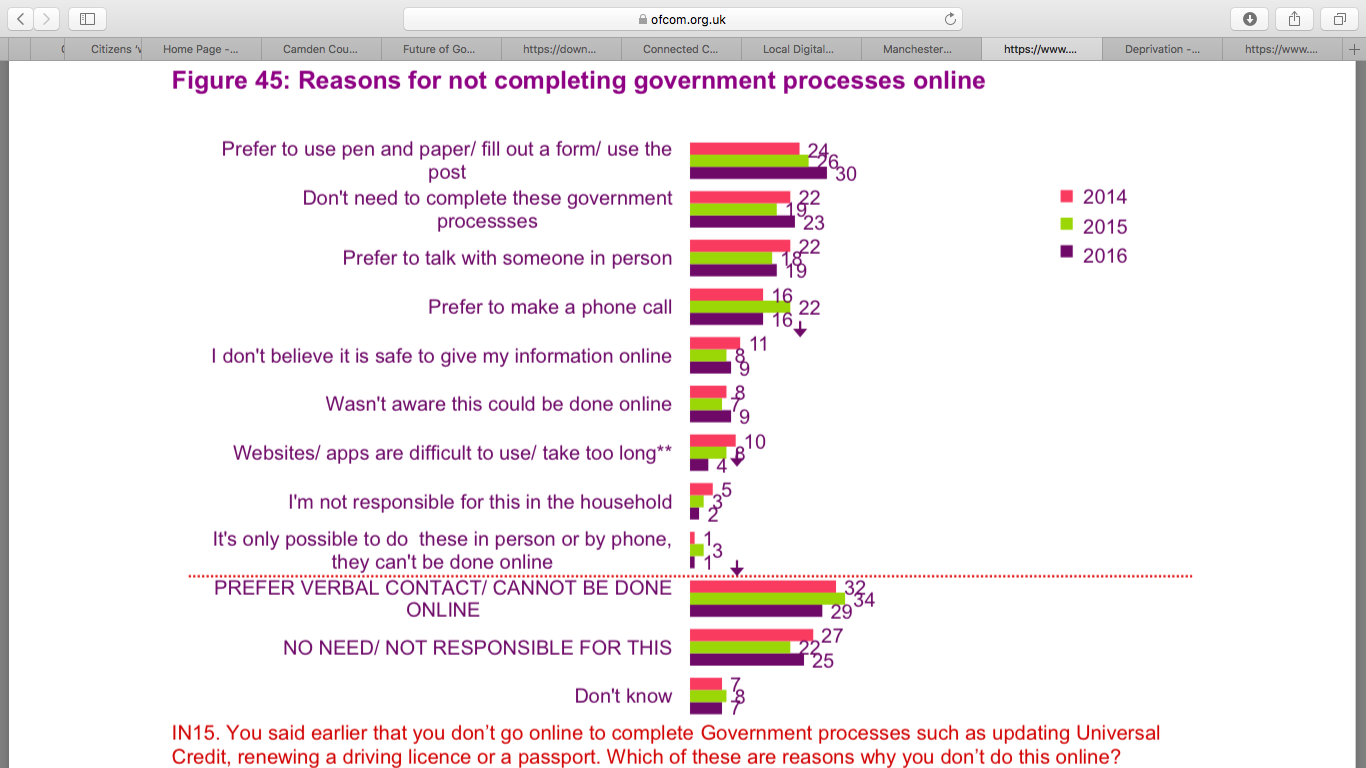 ofcom.org.uk
Citizens
Home Page -...
Camden Cou...
Future of Go...
https://down...
Connected C...
Local Digital...
Manchester...
https://www....
Deprivation -...
https://www....
Figure 45: Reasons for not completing government processes online
Prefer to use pen and paper/ fill out a form/ use the
post
24
26
30
Don't need to complete these government
processses
22
19
23
2014
2015
2016
Prefer to talk with someone in person
22
18
19
Prefer to make a phone call
16
22
16
I don't believe it is safe to give my information online
11
8
9
Wasn't aware this could be done online
8
7
9
Websites/ apps are difficult to use/ take too long**
10
8
4
I'm not responsible for this in the household
5
3
2
It's only possible to do these in person or by phone,
they can't be done online
1
3
1
PREFER VERBAL CONTACT/ CANNOT BE DONE
ONLINE
32
34
29
NO NEED/ NOT RESPONSIBLE FOR THIS
27
22
25
Don't know
7
8
7
IN15. You said earlier that you don’t go online to complete Government processes such as updating Universal
Credit, renewing a driving licence or a passport. Which of these are reasons why you don’t do this online?